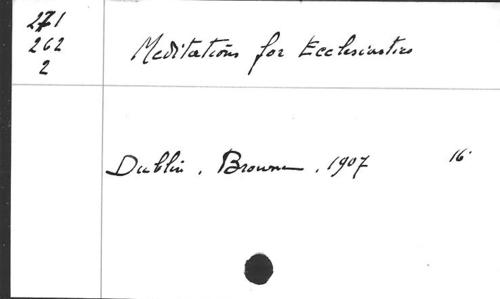 271
262
2
Meditations for Ecclesiastics
Dublin. Browne, 1907 16°